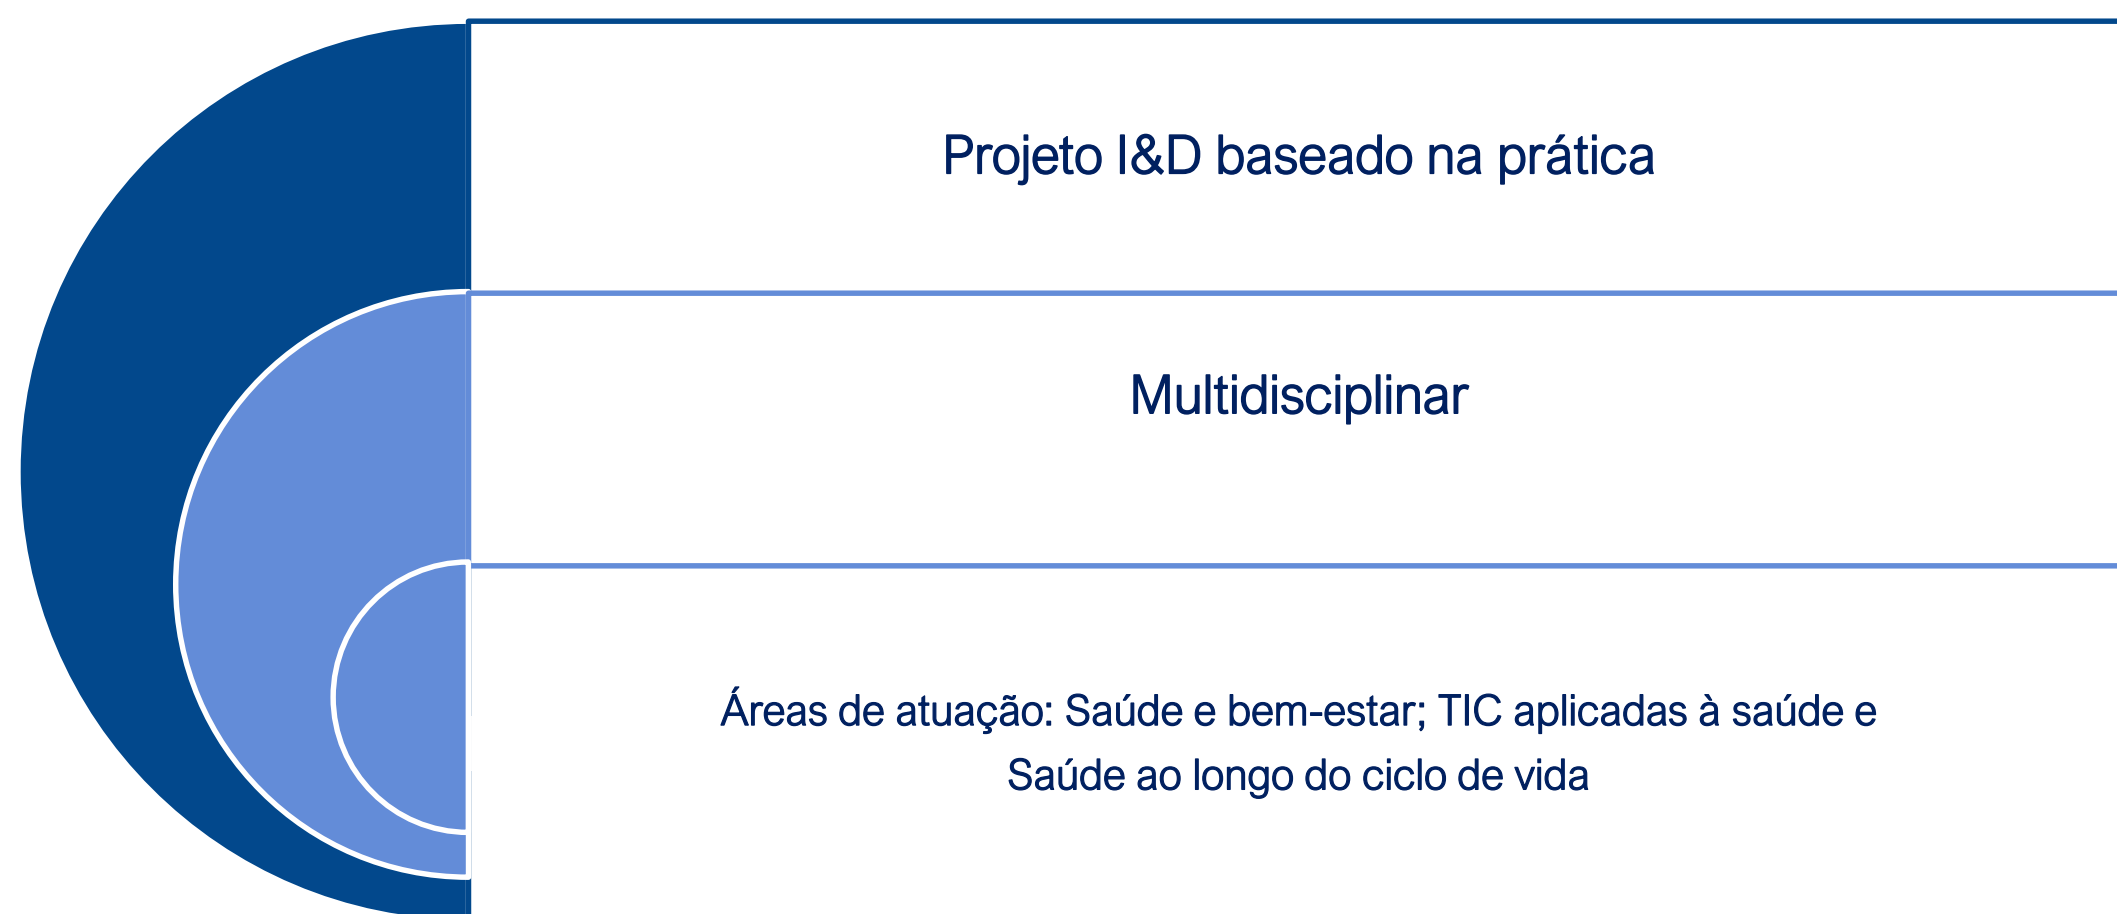 Projeto I&D baseado na prática
Multidisciplinar
Áreas de atuação: Saúde e bem-estar; TIC aplicadas à saúde e
Saúde ao longo do ciclo de vida